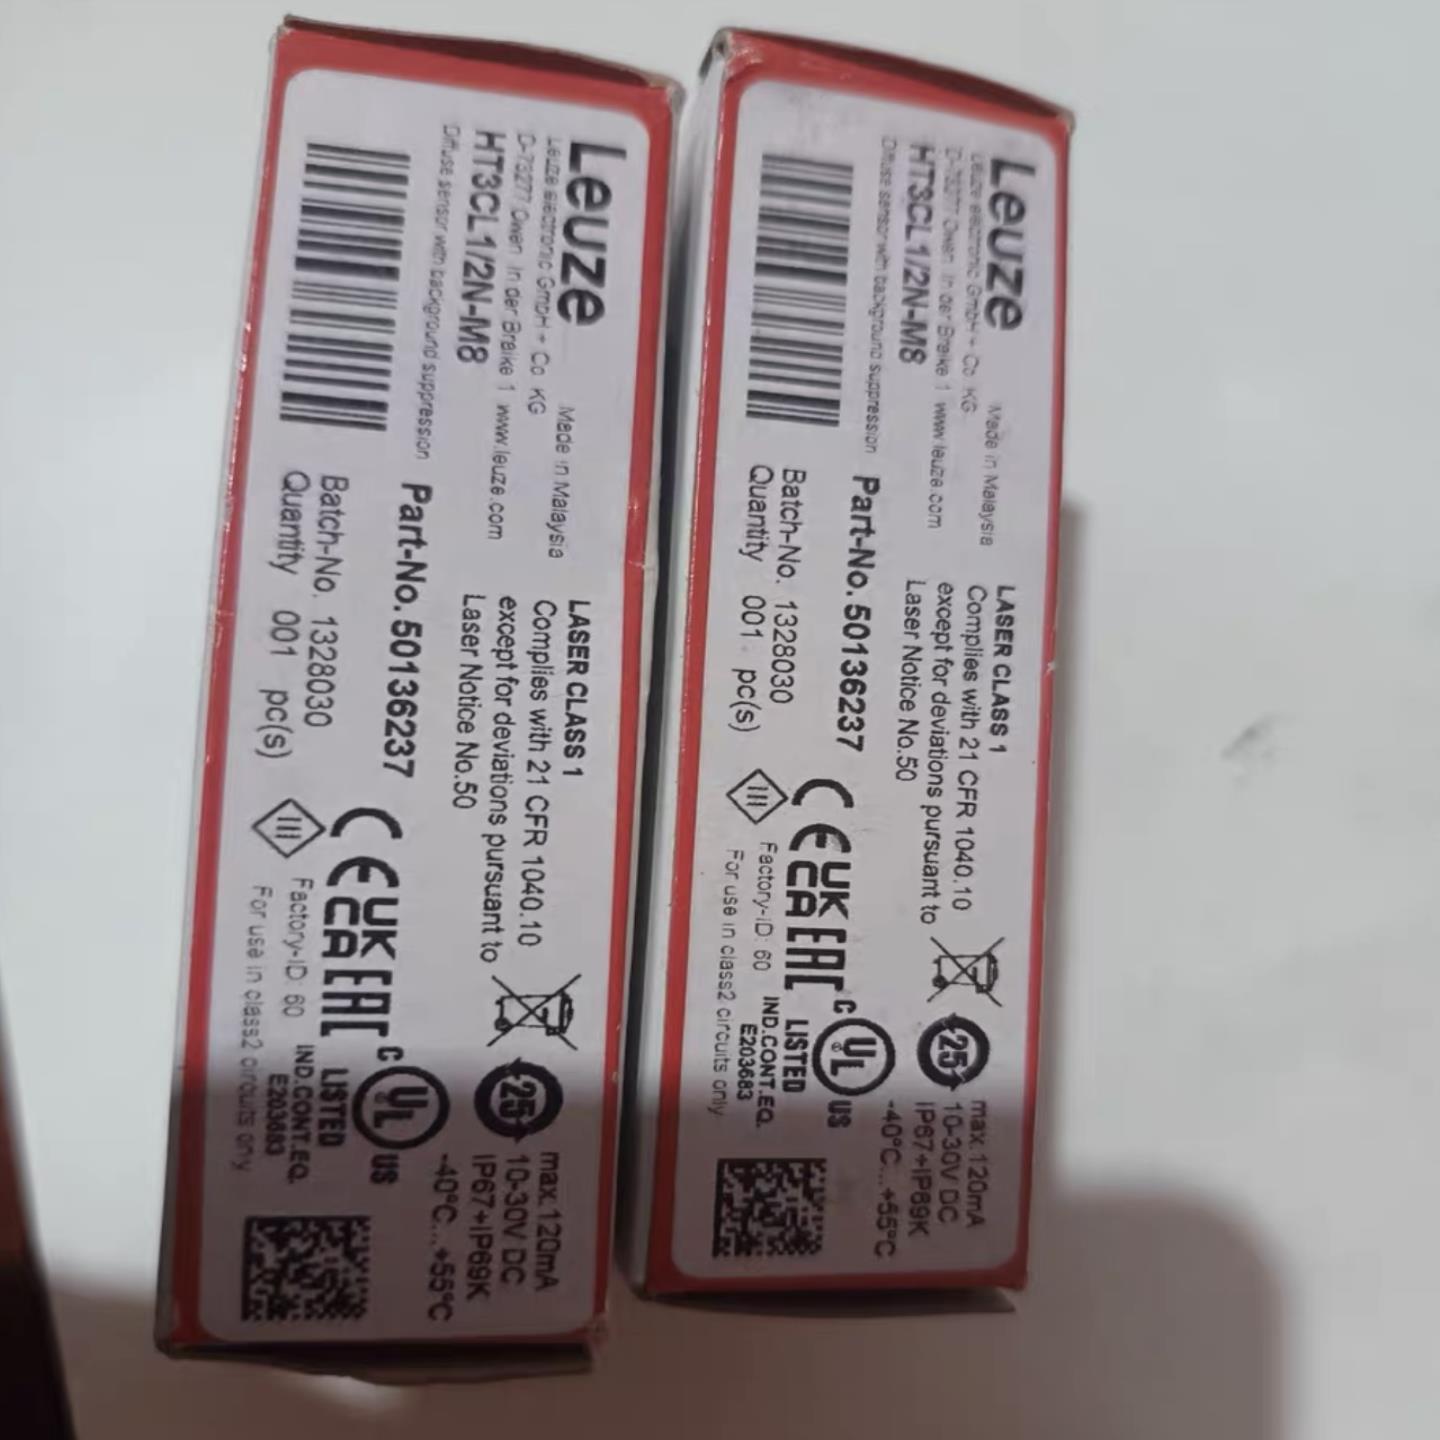 Leuze
Made in Malaysia
Leuze electronic GmbH + Co. KG
D-73277 Owen In der Braike 1 www.leuze.com
HT3CL1/2N-M8
Diffuse sensor with background suppression
Part-No. 50136237
Batch-No. 1328030
Quantity 001 pc(s)
LASER CLASS 1
Complies with 21 CFR 1040.10
except for deviations pursuant to
Laser Notice No.50
CE UK CA EAC
Factory-ID: 60
For use in class2 circuits only
25
C UL US
LISTED
IND.CONT.EQ.
E203683
max.120mA
10-30V DC
IP67+IP69K
-40°C...+55°C
Leuze
Made in Malaysia
Leuze electronic GmbH + Co. KG
D-73277 Owen In der Braike 1 www.leuze.com
HT3CL1/2N-M8
Diffuse sensor with background suppression
Part-No. 50136237
Batch-No. 1328030
Quantity 001 pc(s)
LASER CLASS 1
Complies with 21 CFR 1040.10
except for deviations pursuant to
Laser Notice No.50
CE UK CA EAC
Factory-ID: 60
For use in class2 circuits only
25
C UL US
LISTED
IND.CONT.EQ.
E203683
max.120mA
10-30V DC
IP67+IP69K
-40°C...+55°C